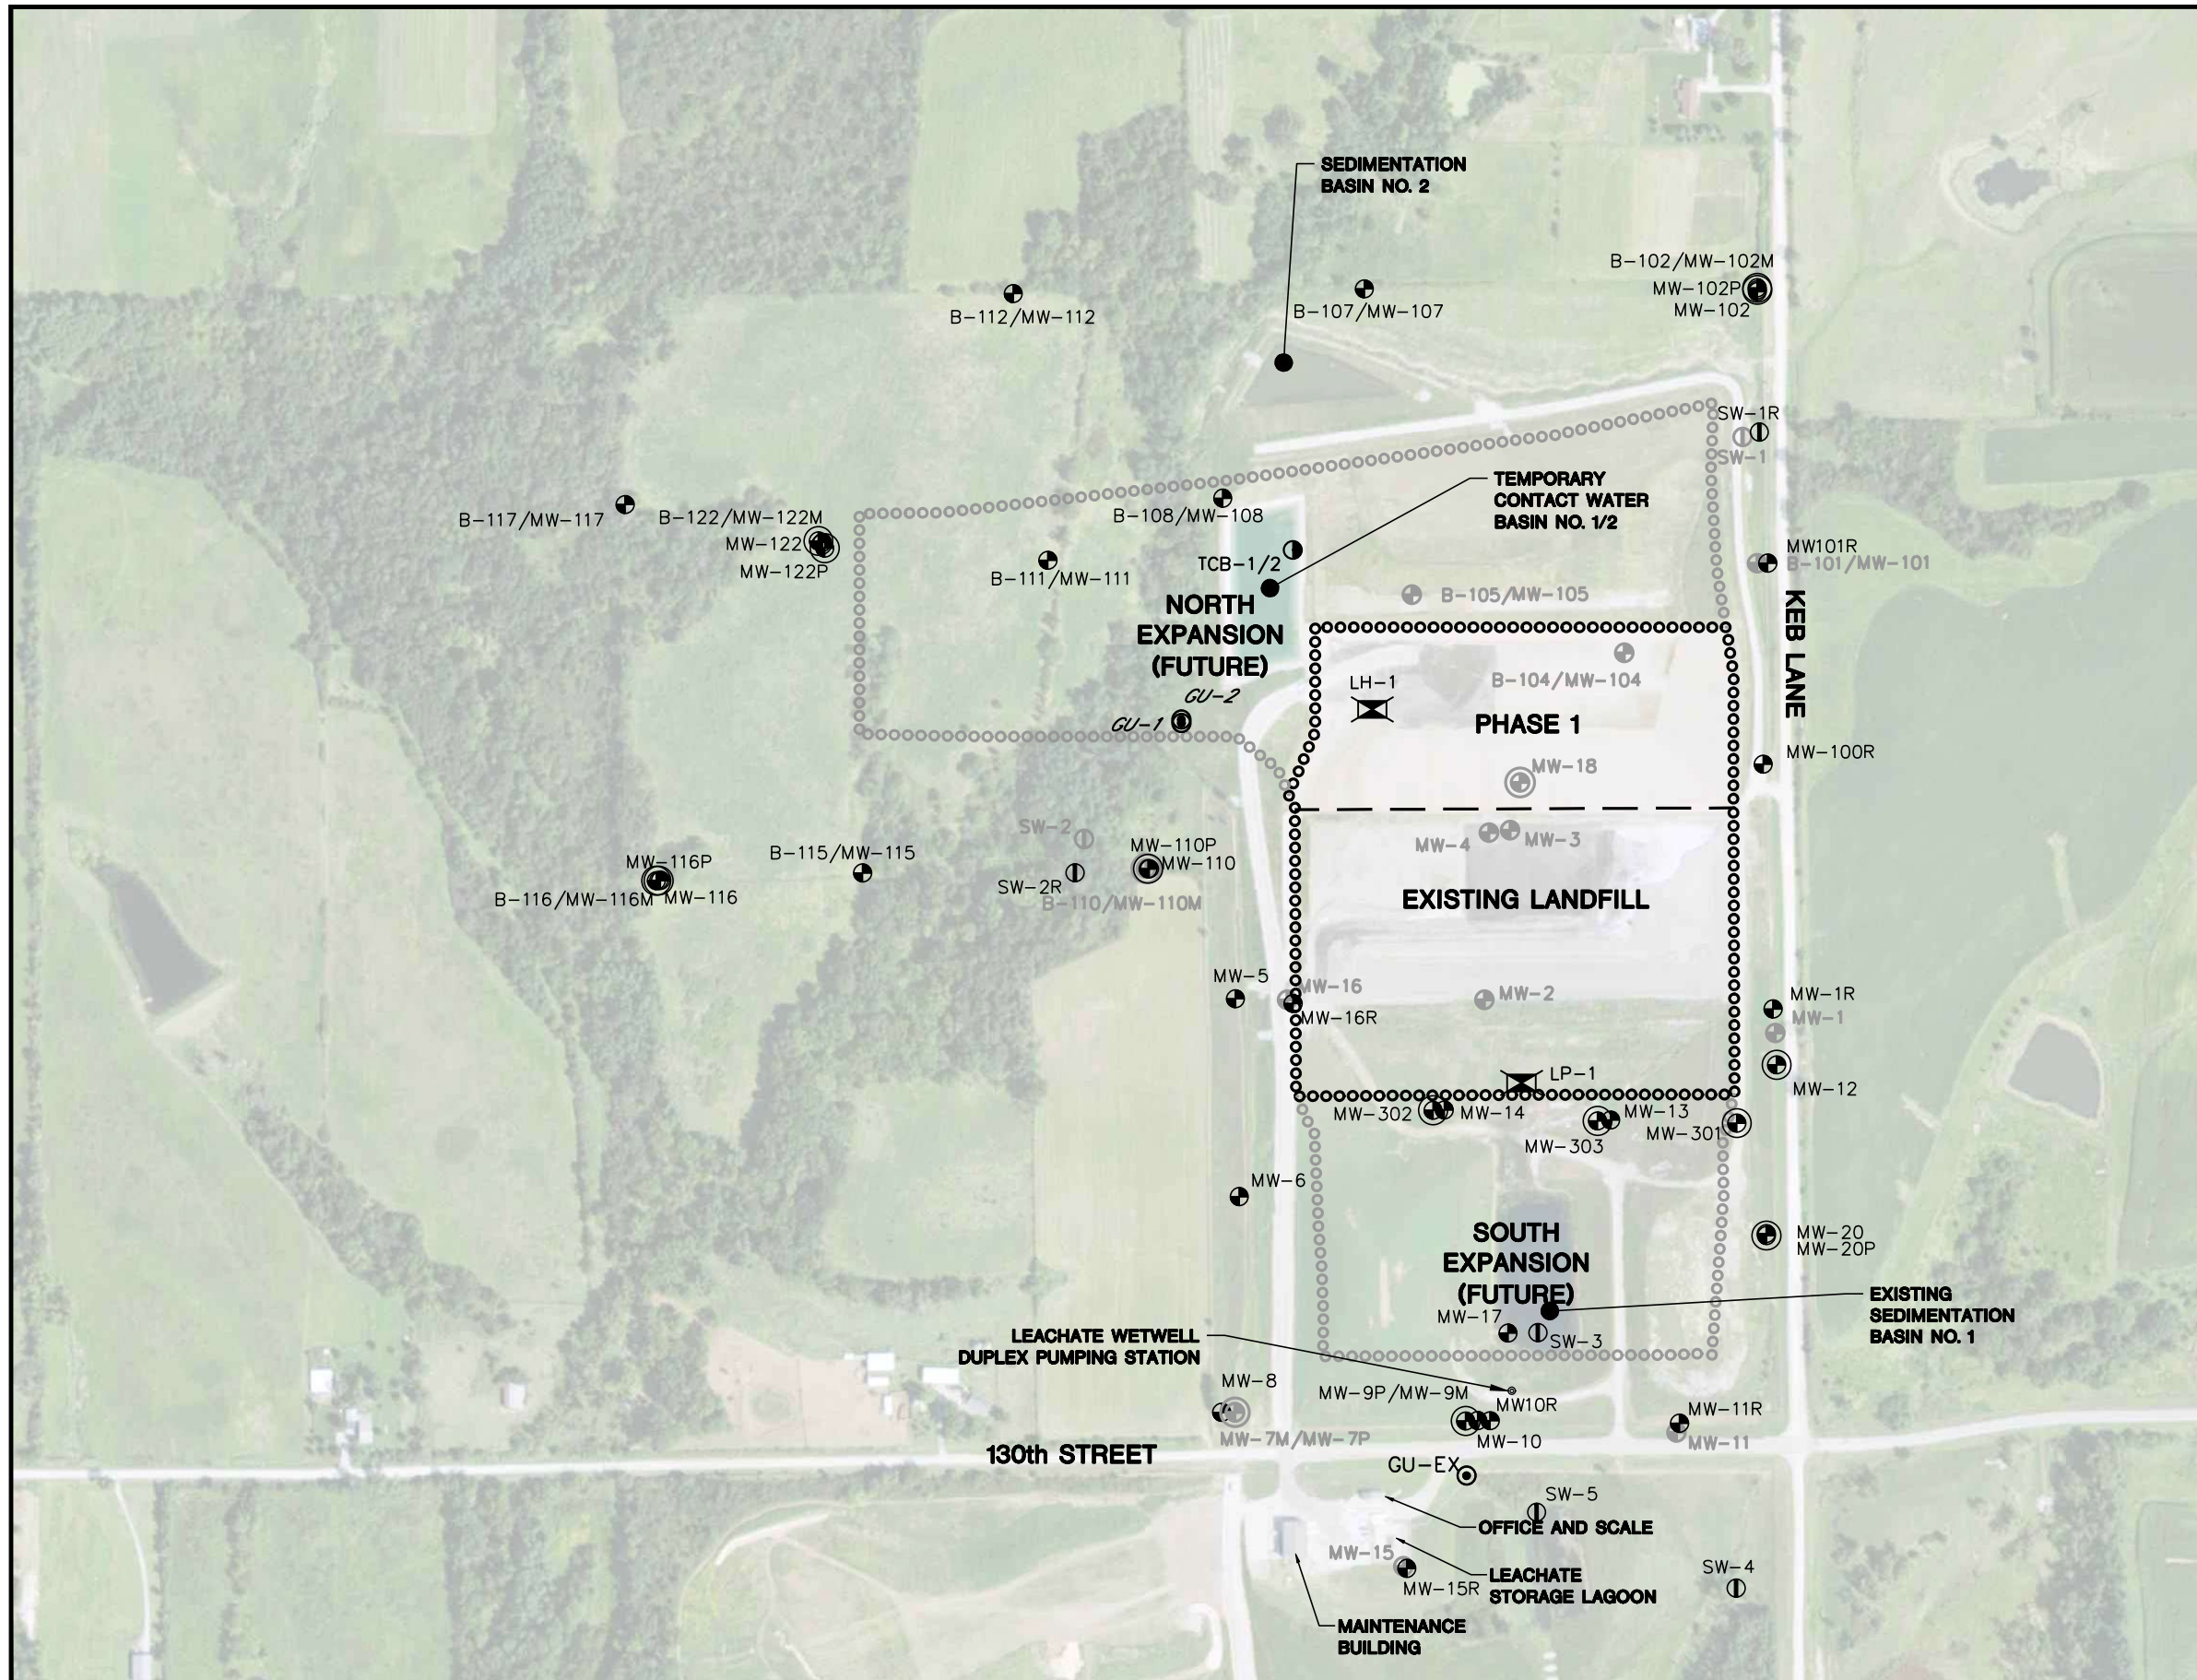 SEDIMENTATION
BASIN NO. 2
B-102/MW-102M
MW-102P
MW-102
B-112/MW-112
B-107/MW-107
SW-1R
SW-1
TEMPORARY
CONTACT WATER
BASIN NO. 1/2
B-117/MW-117
B-122/MW-122M
MW-122
MW-122P
B-108/MW-108
TCB-1/2
B-111/MW-111
MW101R
B-101/MW-101
B-105/MW-105
NORTH
EXPANSION
(FUTURE)
KEB LANE
B-104/MW-104
LH-1
GU-2
GU-1
PHASE 1
MW-100R
MW-18
SW-2
MW-4
MW-3
MW-110P
MW-110
B-115/MW-115
MW-116P
B-116/MW-116M
MW-116
SW-2R
B-110/MW-110M
EXISTING LANDFILL
MW-5
MW-16
MW-16R
MW-2
MW-1R
MW-1
MW-12
LP-1
MW-302
MW-14
MW-13
MW-303
MW-301
MW-6
MW-20
MW-20P
SOUTH
EXPANSION
(FUTURE)
EXISTING
SEDIMENTATION
BASIN NO. 1
MW-17
SW-3
LEACHATE WETWELL
DUPLEX PUMPING STATION
MW-8
MW-7M/MW-7P
MW-9P/MW-9M
MW10R
MW-10
MW-11R
MW-11
130th STREET
GU-EX
SW-5
OFFICE AND SCALE
MW-15
MW-15R
LEACHATE
STORAGE LAGOON
SW-4
MAINTENANCE
BUILDING